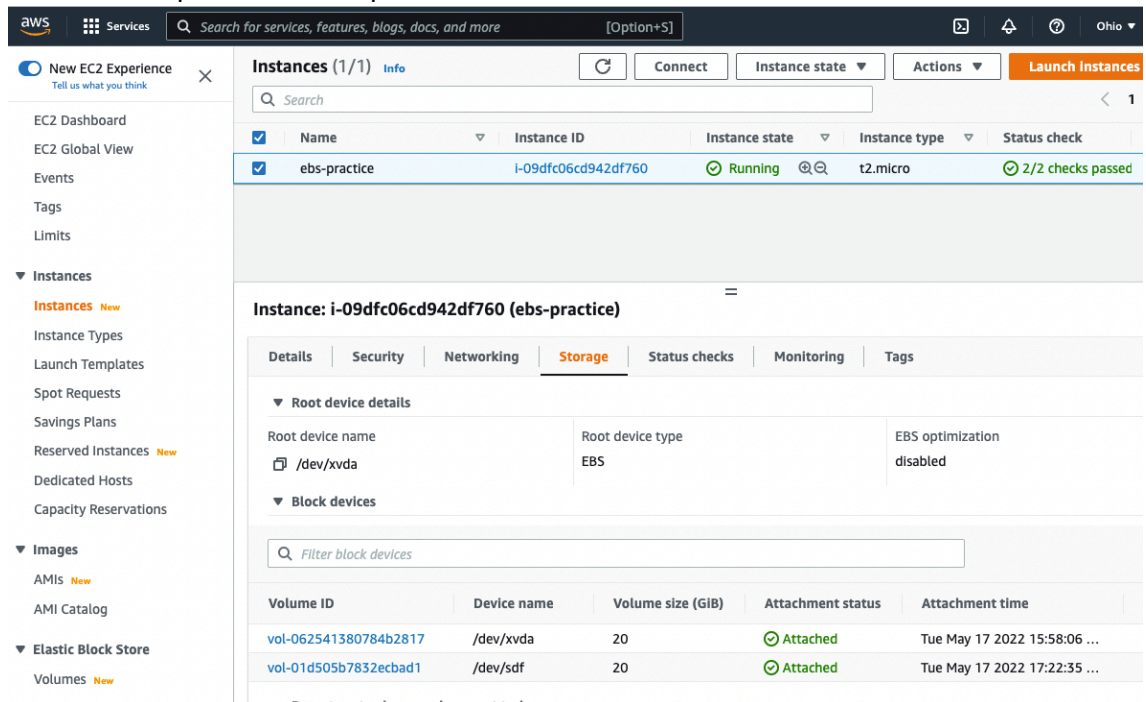 aws Services Search for services, features, blogs, docs, and more [Option+S] Ohio
New EC2 Experience
Tell us what you think
EC2 Dashboard
EC2 Global View
Events
Tags
Limits
Instances
Instances New
Instance Types
Launch Templates
Spot Requests
Savings Plans
Reserved Instances New
Dedicated Hosts
Capacity Reservations
Images
AMIs New
AMI Catalog
Elastic Block Store
Volumes New
Instances (1/1) Info Connect Instance state Actions Launch instances
Search 1
Name Instance ID Instance state Instance type Status check
ebs-practice i-09dfc06cd942df760 Running t2.micro 2/2 checks passed
Instance: i-09dfc06cd942df760 (ebs-practice)
Details Security Networking Storage Status checks Monitoring Tags
Root device details
Root device name Root device type EBS optimization
/dev/xvda EBS disabled
Block devices
Filter block devices
Volume ID Device name Volume size (GiB) Attachment status Attachment time
vol-062541380784b2817 /dev/xvda 20 Attached Tue May 17 2022 15:58:06 ...
vol-01d505b7832ecbad1 /dev/sdf 20 Attached Tue May 17 2022 17:22:35 ...